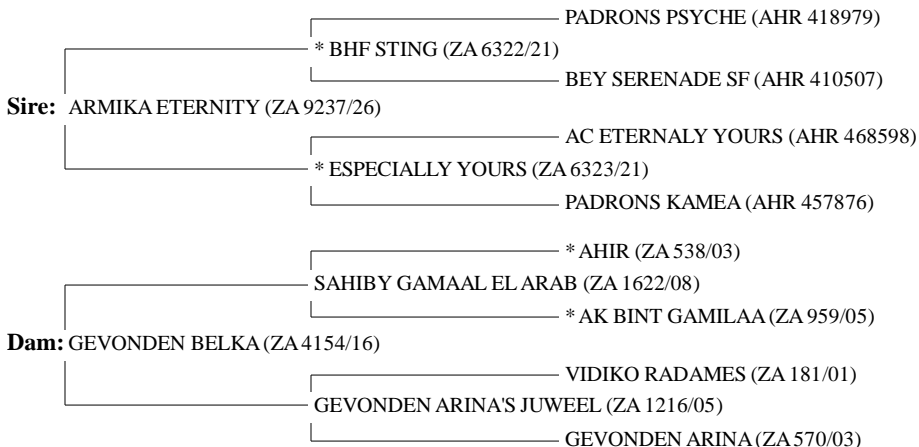 PADRONS PSYCHE (AHR 418979)
* BHF STING (ZA 6322/21)
BEY SERENADE SF (AHR 410507)
Sire: ARMIKA ETERNITY (ZA 9237/26)
AC ETERNALY YOURS (AHR 468598)
* ESPECIALLY YOURS (ZA 6323/21)
PADRONS KAMEA (AHR 457876)
* AHIR (ZA 538/03)
SAHIBY GAMAAL EL ARAB (ZA 1622/08)
* AK BINT GAMILAA (ZA 959/05)
Dam: GEVONDEN BELKA (ZA 4154/16)
VIDIKO RADAMES (ZA 181/01)
GEVONDEN ARINA'S JUWEEL (ZA 1216/05)
GEVONDEN ARINA (ZA 570/03)